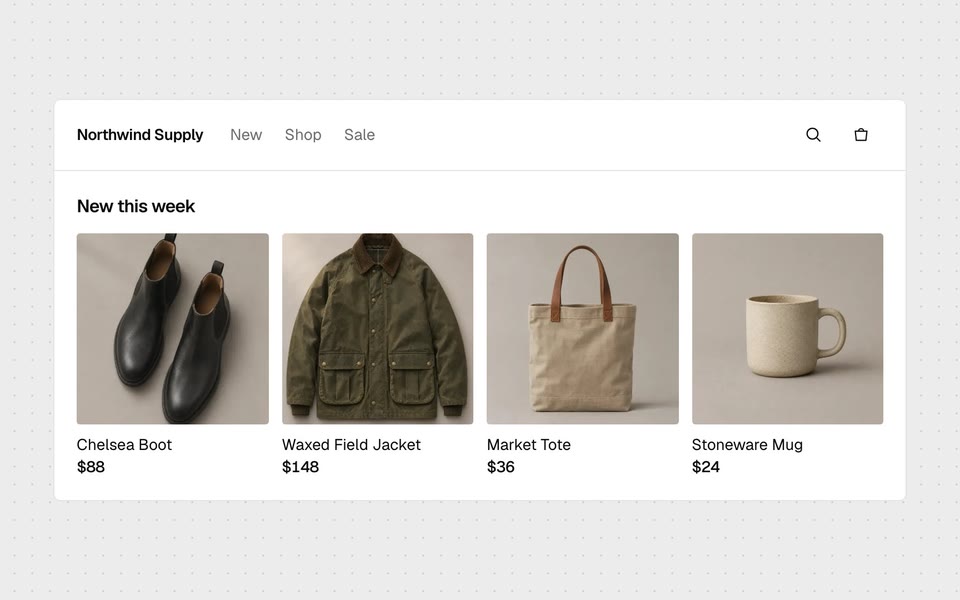 Northwind Supply New Shop Sale
New this week
Chelsea Boot
$88
Waxed Field Jacket
$148
Market Tote
$36
Stoneware Mug
$24